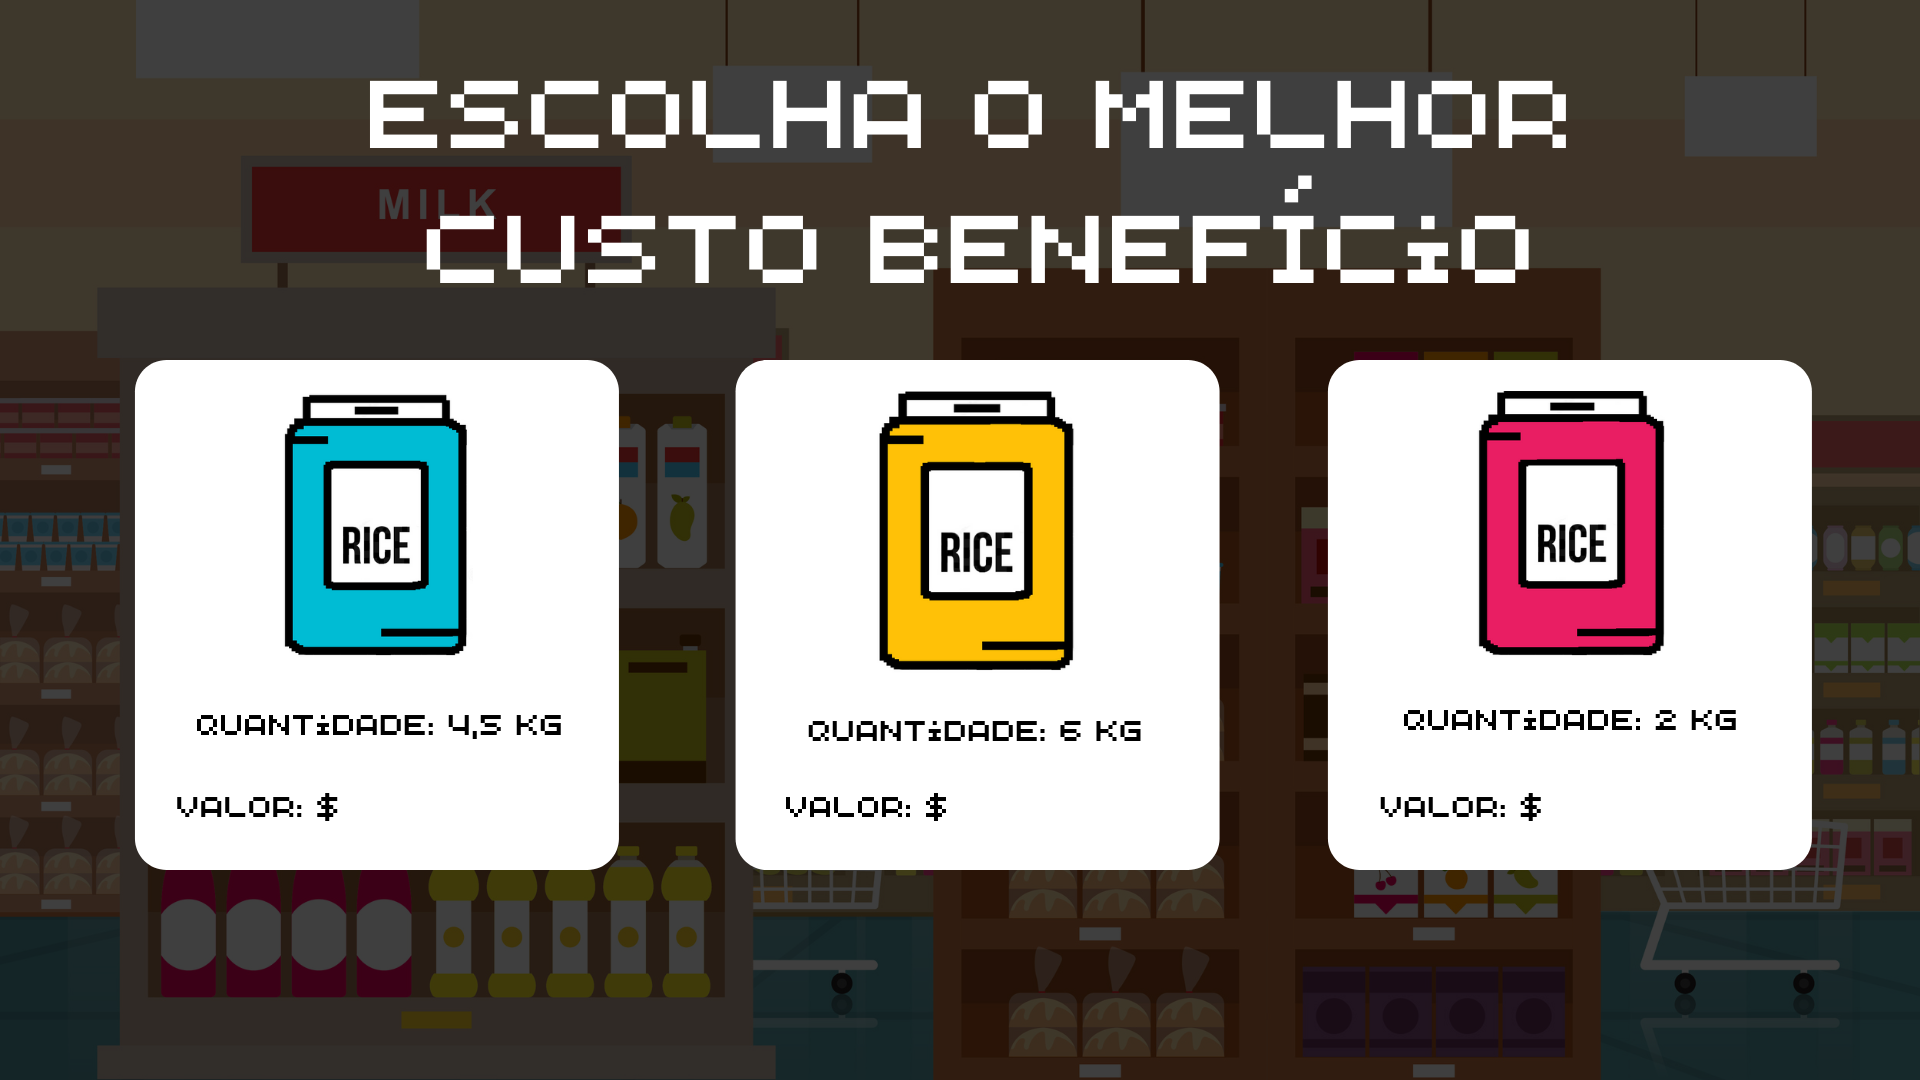 ESCOLHA O MELHOR
MILK
CUSTO BENEFÍCiO
RICE
QUANTiDADE: 4,5 KG
VALOR: $
RICE
QUANTiDADE: 6 KG
VALOR: $
RICE
QUANTiDADE: 2 KG
VALOR: $